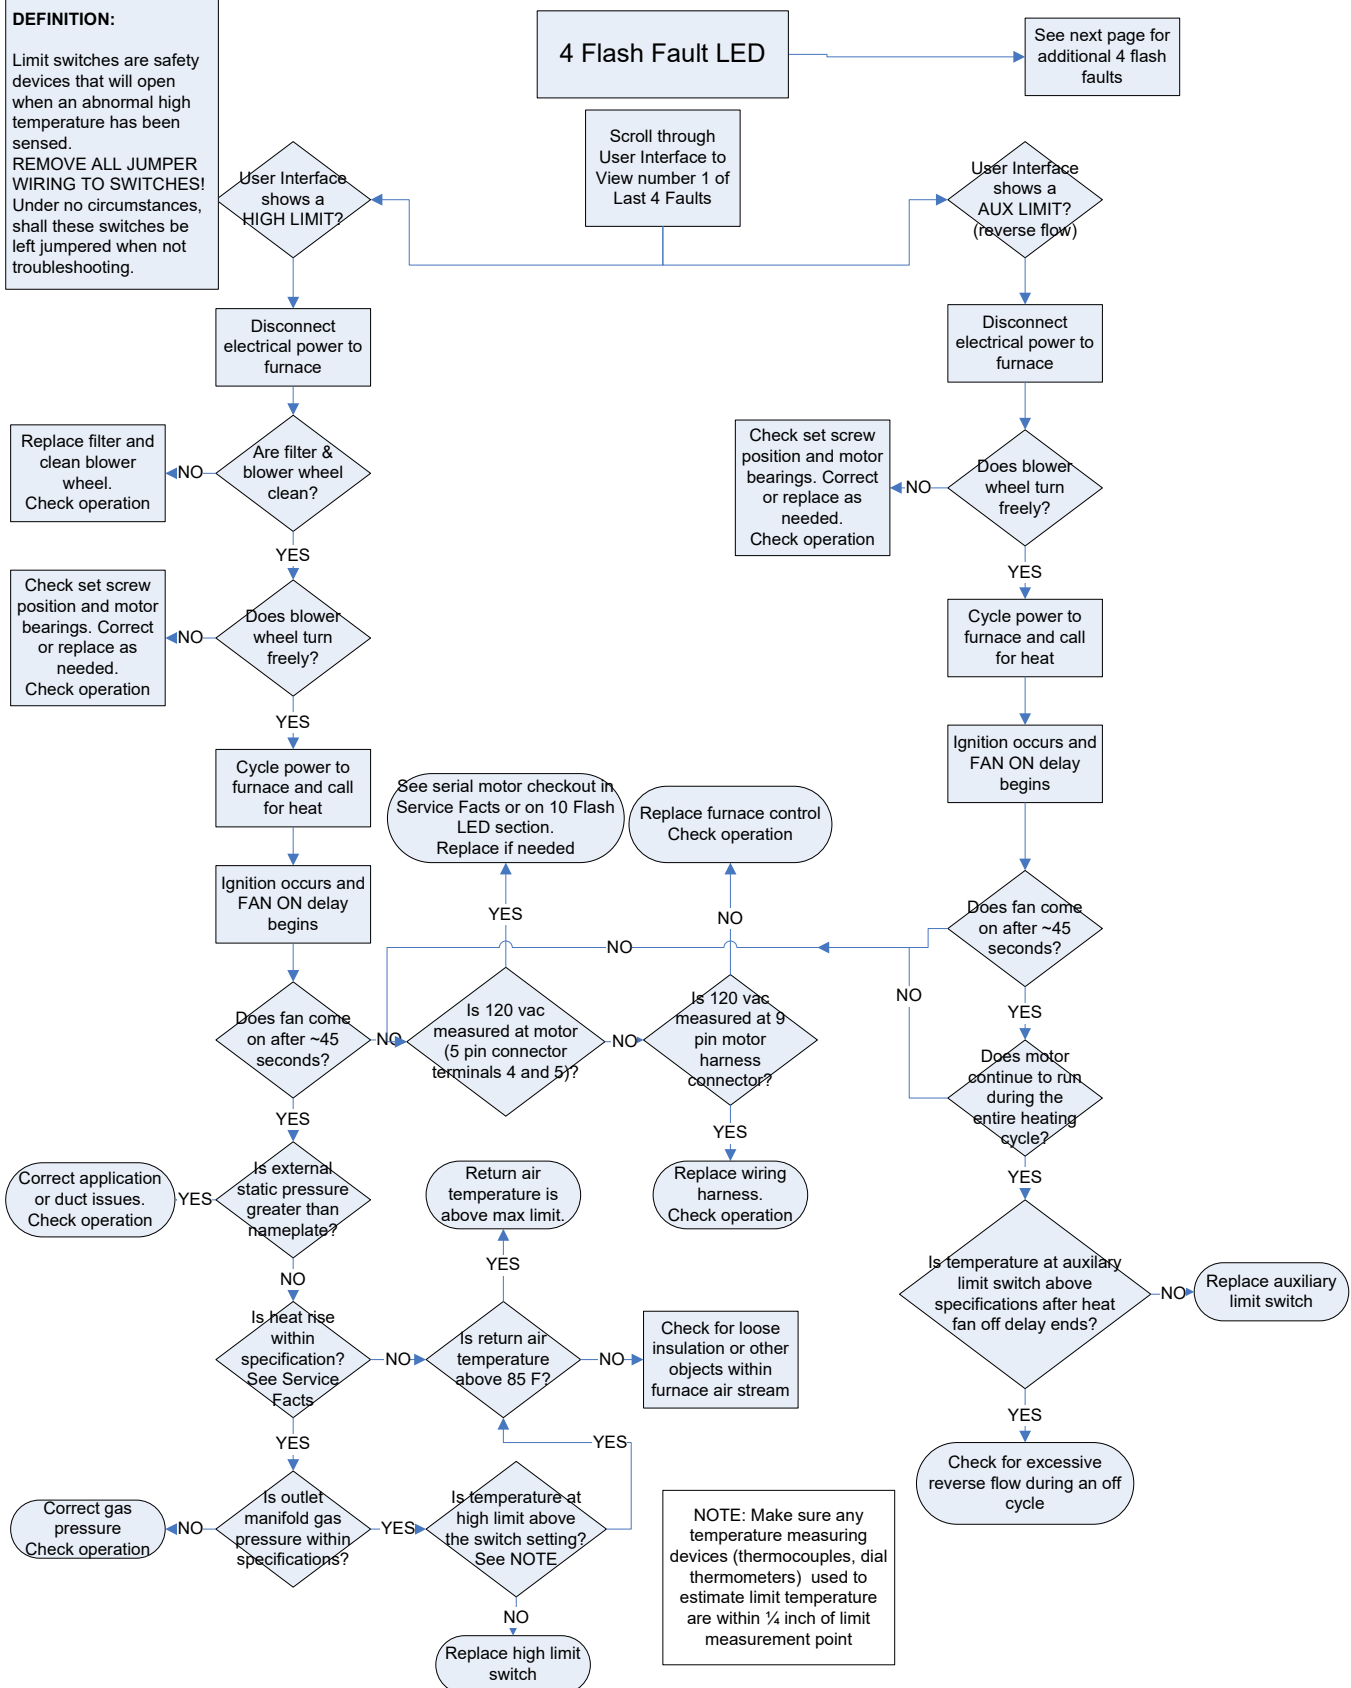 DEFINITION:
Limit switches are safety
devices that will open
when an abnormal high
temperature has been
sensed.
REMOVE ALL JUMPER
WIRING TO SWITCHES!
Under no circumstances,
shall these switches be
left jumpered when not
troubleshooting.
4 Flash Fault LED
See next page for
additional 4 flash
faults
Scroll through
User Interface to
View number 1 of
Last 4 Faults
User Interface
shows a
HIGH LIMIT?
User Interface
shows a
AUX LIMIT?
(reverse flow)
Disconnect
electrical power to
furnace
Disconnect
electrical power to
furnace
Replace filter and
clean blower
wheel.
Check operation
NO
Are filter &
blower wheel
clean?
YES
Check set screw
position and motor
bearings. Correct
or replace as
needed.
Check operation
NO
Does blower
wheel turn
freely?
YES
Check set screw
position and motor
bearings. Correct
or replace as
needed.
Check operation
NO
Does blower
wheel turn
freely?
YES
Cycle power to
furnace and call
for heat
Cycle power to
furnace and call
for heat
Ignition occurs and
FAN ON delay
begins
Ignition occurs and
FAN ON delay
begins
See serial motor checkout in
Service Facts or on 10 Flash
LED section.
Replace if needed
Replace furnace control
Check operation
YES
NO
NO
Does fan come
on after ~45
seconds?
NO
YES
Does fan come
on after ~45
seconds?
NO
Is 120 vac
measured at motor
(5 pin connector
terminals 4 and 5)?
NO
Is 120 vac
measured at 9
pin motor
harness
connector?
Does motor
continue to run
during the
entire heating
cycle?
YES
YES
YES
Correct application
or duct issues.
Check operation
YES
Is external
static pressure
greater than
nameplate?
NO
Return air
temperature is
above max limit.
YES
Replace wiring
harness.
Check operation
Is temperature at auxilary
limit switch above
specifications after heat
fan off delay ends?
NO
Replace auxiliary
limit switch
YES
Is heat rise
within
specification?
See Service
Facts
NO
Is return air
temperature
above 85 F?
NO
Check for loose
insulation or other
objects within
furnace air stream
YES
YES
Check for excessive
reverse flow during an off
cycle
Correct gas
pressure
Check operation
NO
Is outlet
manifold gas
pressure within
specifications?
YES
Is temperature at
high limit above
the switch setting?
See NOTE
NO
Replace high limit
switch
NOTE: Make sure any
temperature measuring
devices (thermocouples, dial
thermometers)  used to
estimate limit temperature
are within ¼ inch of limit
measurement point